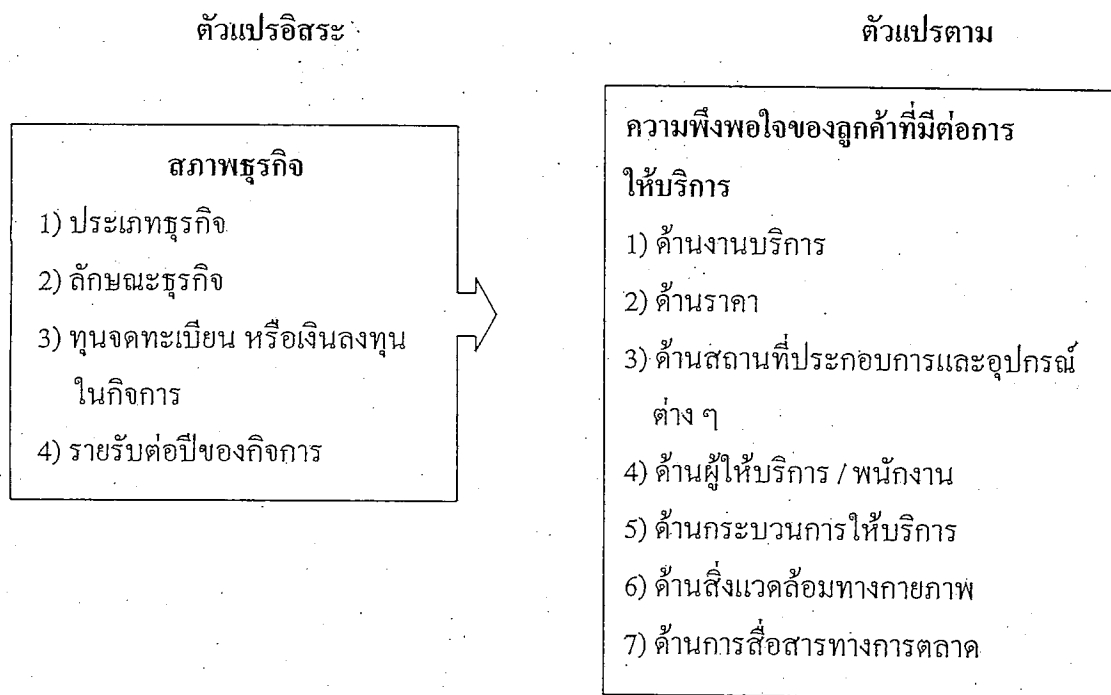 ตัวแปรอิสระ
ตัวแปรตาม
สภาพธุรกิจ
1) ประเภทธุรกิจ
2) ลักษณะธุรกิจ
3) ทุนจดทะเบียน หรือเงินลงทุน
ในกิจการ
4) รายรับต่อปีของกิจการ
ความพึงพอใจของลูกค้าที่มีต่อการ
ให้บริการ
1) ด้านงานบริการ
2) ด้านราคา
3) ด้านสถานที่ประกอบการและอุปกรณ์
ต่าง ๆ
4) ด้านผู้ให้บริการ / พนักงาน
5) ด้านกระบวนการให้บริการ
6) ด้านสิ่งแวดล้อมทางกายภาพ
7) ด้านการสื่อสารทางการตลาด